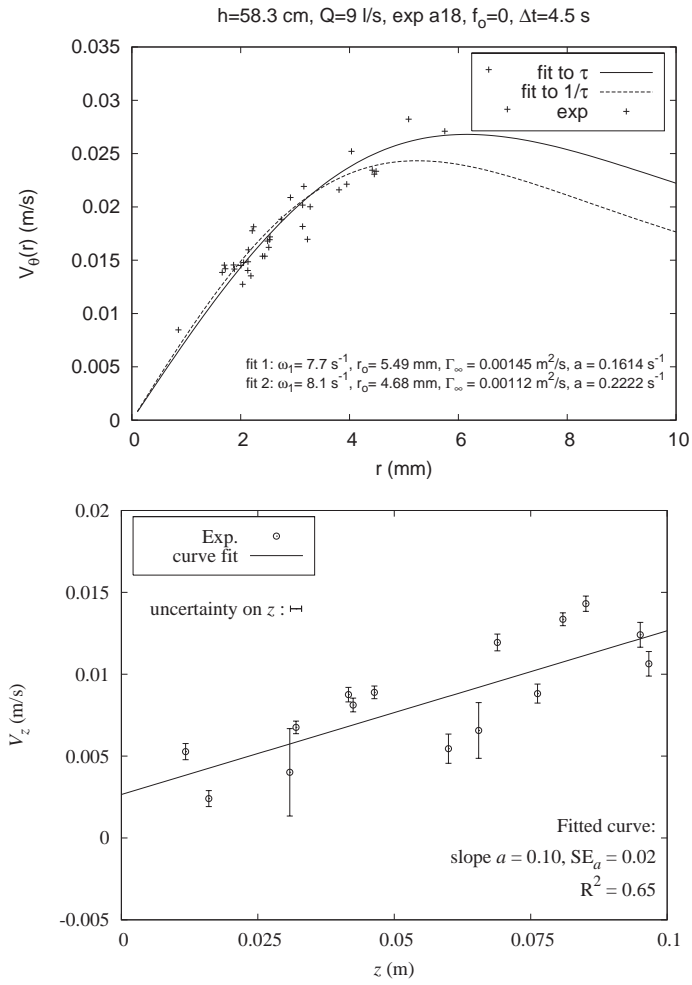 h=58.3 cm, Q=9 l/s, exp a18, fₒ=0, Δt=4.5 s
0.035
0.03
0.025
0.02
0.015
0.01
0.005
0
V_θ(r) (m/s)
fit to τ
fit to 1/τ
exp
fit 1: ω₁= 7.7 s⁻¹, rₒ= 5.49 mm, Γ_∞ = 0.00145 m²/s, a = 0.1614 s⁻¹
fit 2: ω₁= 8.1 s⁻¹, rₒ= 4.68 mm, Γ_∞ = 0.00112 m²/s, a = 0.2222 s⁻¹
0 2 4 6 8 10
r (mm)
0.02
0.015
0.01
0.005
0
-0.005
V_z (m/s)
Exp.
curve fit
uncertainty on z :
Fitted curve:
slope a = 0.10, SE_a = 0.02
R² = 0.65
0 0.025 0.05 0.075 0.1
z (m)